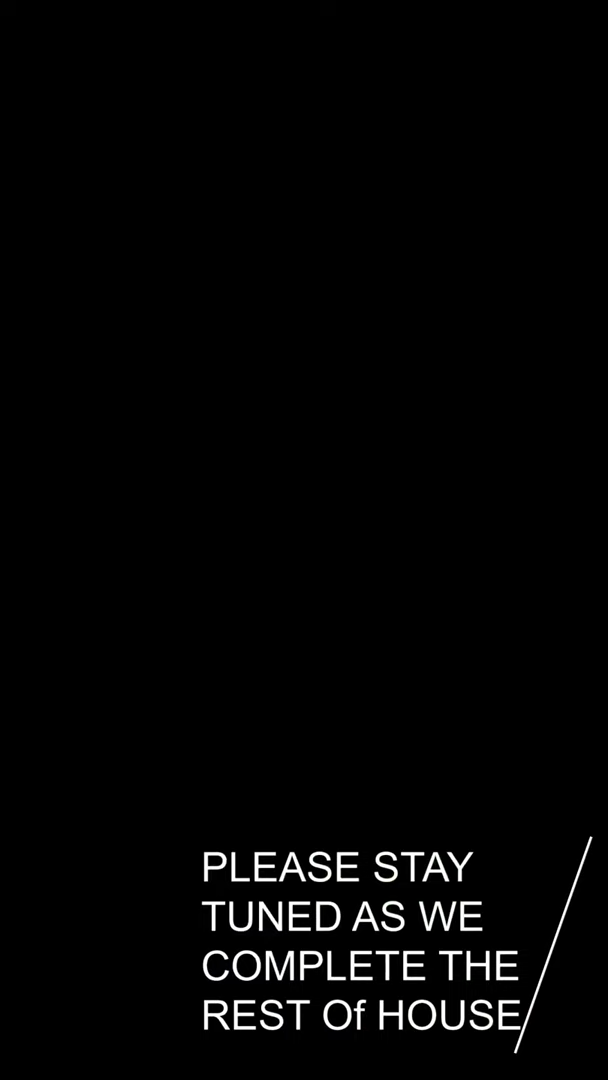 PLEASE STAY
TUNED AS WE
COMPLETE THE
REST Of HOUSE